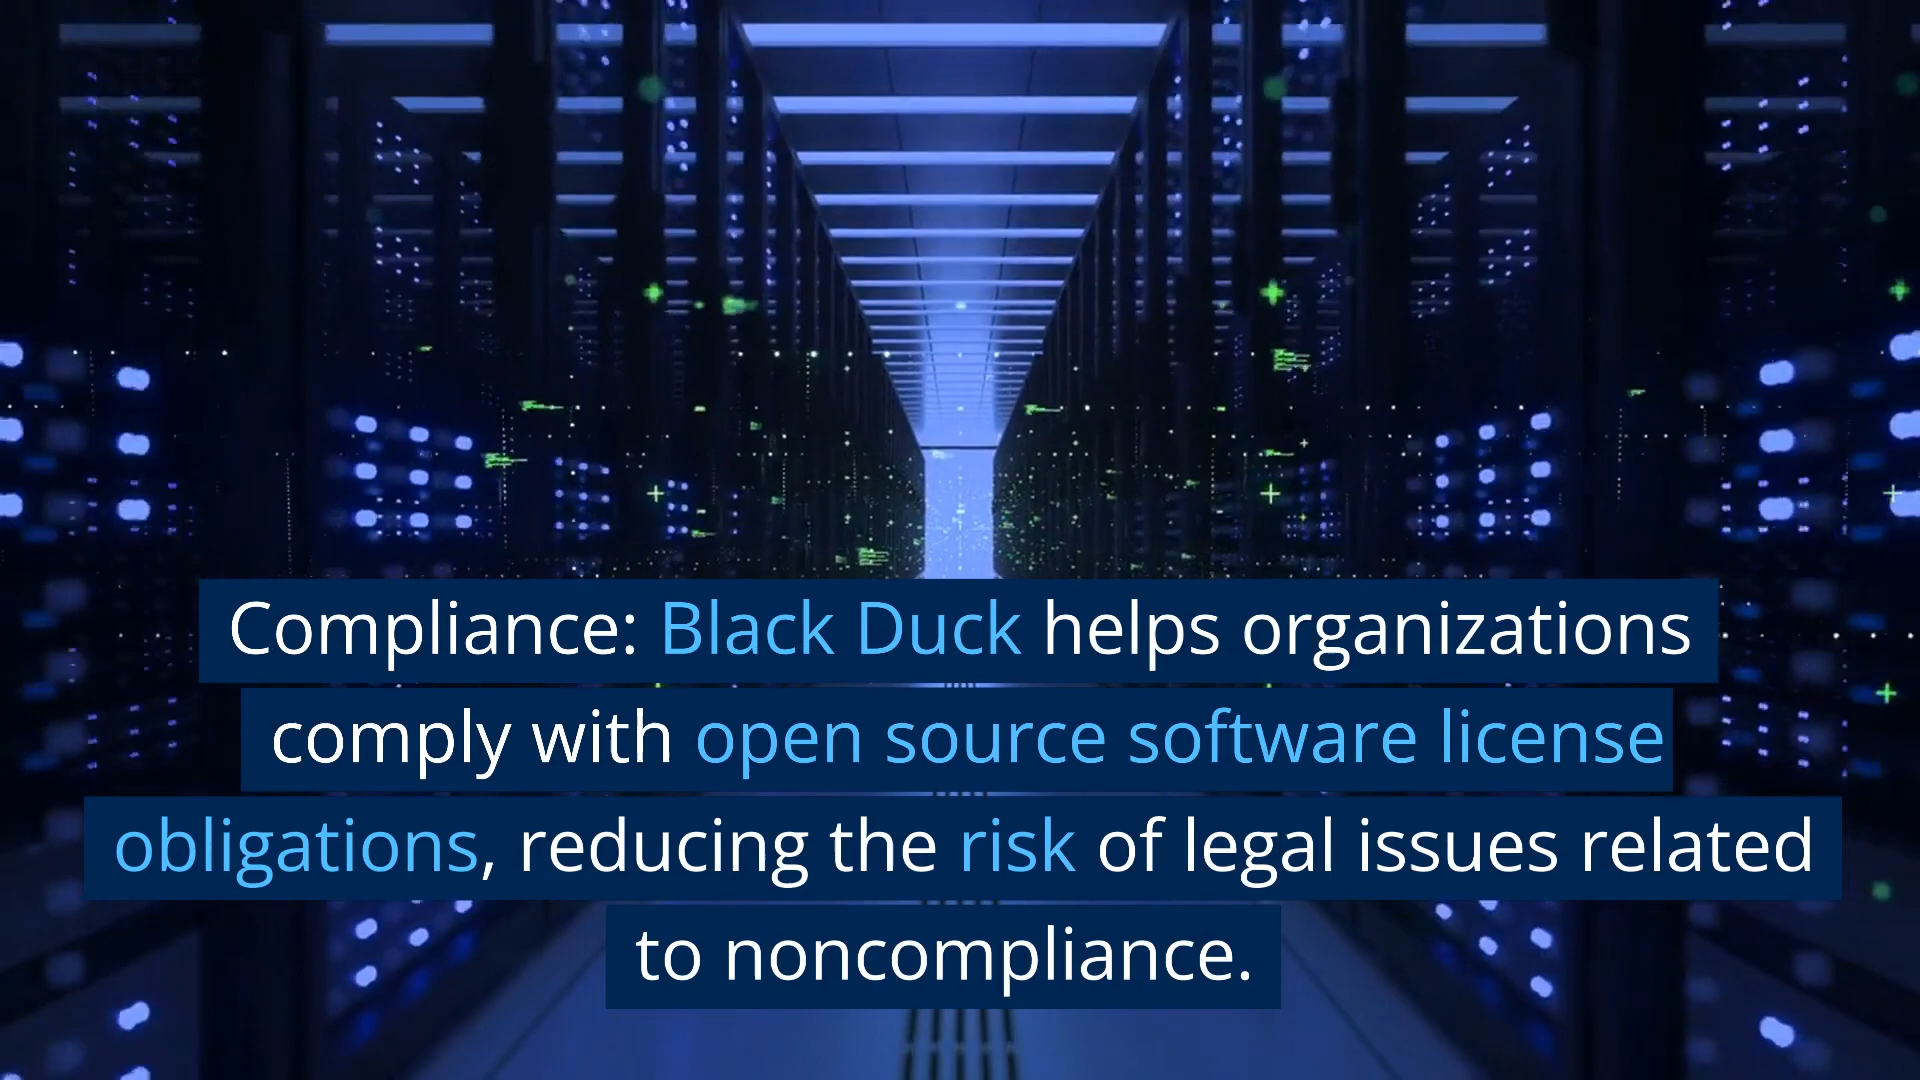 Compliance: Black Duck helps organizations
comply with open source software license
obligations, reducing the risk of legal issues related
to noncompliance.